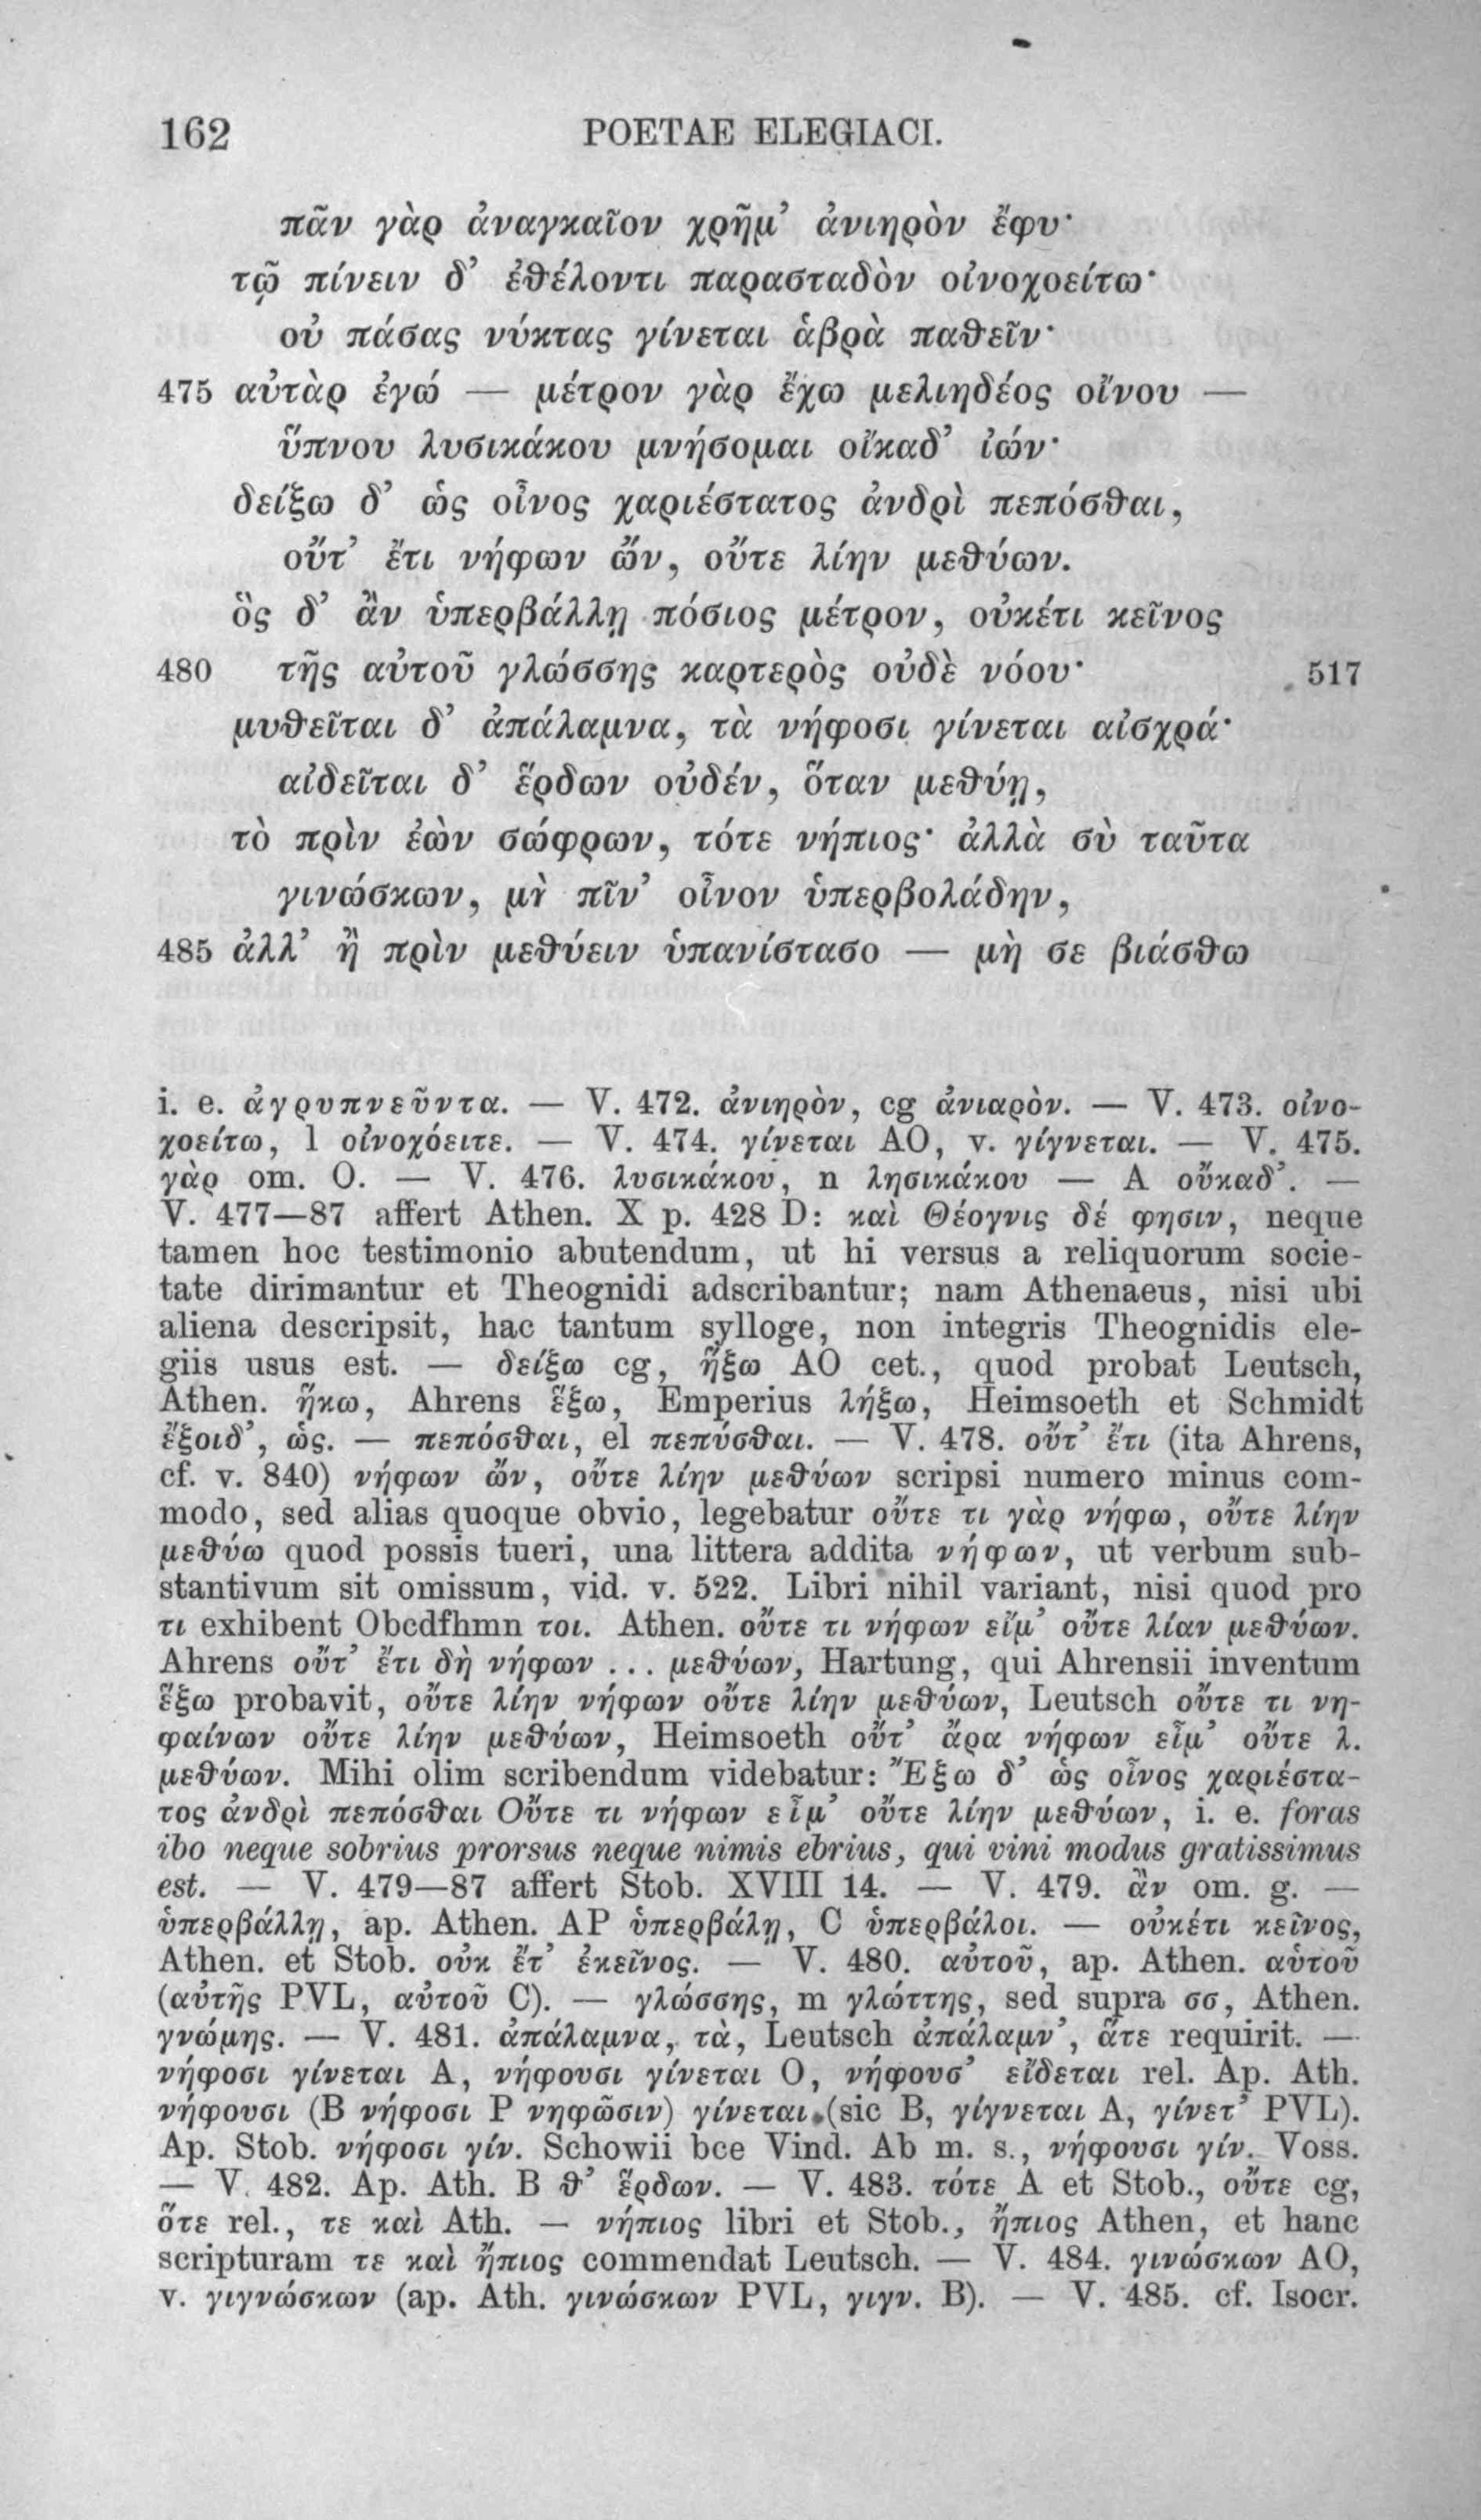 162 POETAE ELEGIACI.
πᾶν γὰρ ἀναγκαῖον χρῆμ’ ἀνιηρὸν ἔφυ·
τῷ πίνειν δ’ ἐθέλοντι παρασταδὸν οἰνοχοείτω·
οὐ πάσας νύκτας γίνεται ἁβρὰ παθεῖν·
475 αὐτὰρ ἐγώ — μέτρον γὰρ ἔχω μελιηδέος οἴνου —
ὕπνου λυσικάκου μνήσομαι οἴκαδ’ ἰών·
δείξω δ’ ὡς οἶνος χαριέστατος ἀνδρὶ πεπόσθαι,
οὔτ’ ἔτι νήφων ὤν, οὔτε λίην μεθύων.
ὃς δ’ ἂν ὑπερβάλλῃ πόσιος μέτρον, οὐκέτι κεῖνος
480 τῆς αὐτοῦ γλώσσης καρτερὸς οὐδὲ νόου· 517
μυθεῖται δ’ ἀπάλαμνα, τὰ νήφοσι γίνεται αἰσχρά·
αἰδεῖται δ’ ἕρδων οὐδέν, ὅταν μεθύῃ,
τὸ πρὶν ἐὼν σώφρων, τότε νήπιος· ἀλλὰ σὺ ταῦτα
γινώσκων, μὴ πῖν’ οἶνον ὑπερβολάδην,
485 ἀλλ’ ἢ πρὶν μεθύειν ὑπανίστασο — μὴ σε βιάσθω
i. e. ἀγρυπνεῦντα. — V. 472. ἀνιηρὸν, cg ἀνιαρὸν. — V. 473. οἰνο-
χοείτω, l οἰνοχόειτε. — V. 474. γίνεται AO, v. γίγνεται. — V. 475.
γὰρ om. O. — V. 476. λυσικάκου, n λησικάκου — A οὔκαδ’. —
V. 477—87 affert Athen. X p. 428 D: καὶ Θέογνις δέ φησιν, neque
tamen hoc testimonio abutendum, ut hi versus a reliquorum socie-
tate dirimantur et Theognidi adscribantur; nam Athenaeus, nisi ubi
aliena descripsit, hac tantum sylloge, non integris Theognidis ele-
giis usus est. — δείξω cg, ἥξω AO cet., quod probat Leutsch,
Athen. ἥκω, Ahrens ἕξω, Emperius λήξω, Heimsoeth et Schmidt
ἔξοιδ’, ὡς. — πεπόσθαι, el πεπύσθαι. — V. 478. οὔτ’ ἔτι (ita Ahrens,
cf. v. 840) νήφων ὤν, οὔτε λίην μεθύων scripsi numero minus com-
modo, sed alias quoque obvio, legebatur οὔτε τι γὰρ νήφω, οὔτε λίην
μεθύω quod possis tueri, una littera addita νήφων, ut verbum sub-
stantivum sit omissum, vid. v. 522. Libri nihil variant, nisi quod pro
τι exhibent Obcdfhmn τοι. Athen. οὔτε τι νήφων εἴμ’ οὔτε λίαν μεθύων.
Ahrens οὔτ’ ἔτι δὴ νήφων ... μεθύων, Hartung, qui Ahrensii inventum
ἕξω probavit, οὔτε λίην νήφων οὔτε λίην μεθύων, Leutsch οὔτε τι νη-
φαίνων οὔτε λίην μεθύων, Heimsoeth οὔτ’ ἄρα νήφων εἶμ’ οὔτε λ.
μεθύων. Mihi olim scribendum videbatur: Ἔξω δ’ ὡς οἶνος χαριέστα-
τος ἀνδρὶ πεπόσθαι Οὔτε τι νήφων εἶμ’ οὔτε λίην μεθύων, i. e. foras
ibo neque sobrius prorsus neque nimis ebrius, qui vini modus gratissimus
est. — V. 479—87 affert Stob. XVIII 14. — V. 479. ἂν om. g. —
ὑπερβάλλῃ, ap. Athen. AP ὑπερβάλῃ, C ὑπερβάλοι. — οὐκέτι κεῖνος,
Athen. et Stob. οὐκ ἔτ’ ἐκεῖνος. — V. 480. αὐτοῦ, ap. Athen. αὑτοῦ
(αὐτῆς PVL, αὐτοῦ C). — γλώσσης, m γλώττης, sed supra σσ, Athen.
γνώμης. — V. 481. ἀπάλαμνα, τὰ, Leutsch ἀπάλαμν’, ἅτε requirit. —
νήφοσι γίνεται A, νήφουσι γίνεται O, νήφουσ’ εἴδεται rel. Ap. Ath.
νήφουσι (B νήφοσι P νηφῶσιν) γίνεται (sic B, γίγνεται A, γίνετ’ PVL).
Ap. Stob. νήφοσι γίν. Schowii bce Vind. Ab m. s., νήφουσι γίν. Voss.
— V. 482. Ap. Ath. B θ’ ἕρδων. — V. 483. τότε A et Stob., οὔτε cg,
ὅτε rel., τε καὶ Ath. — νήπιος libri et Stob., ἤπιος Athen, et hanc
scripturam τε καὶ ἤπιος commendat Leutsch. — V. 484. γινώσκων AO,
v. γιγνώσκων (ap. Ath. γινώσκων PVL, γιγν. B). — V. 485. cf. Isocr.